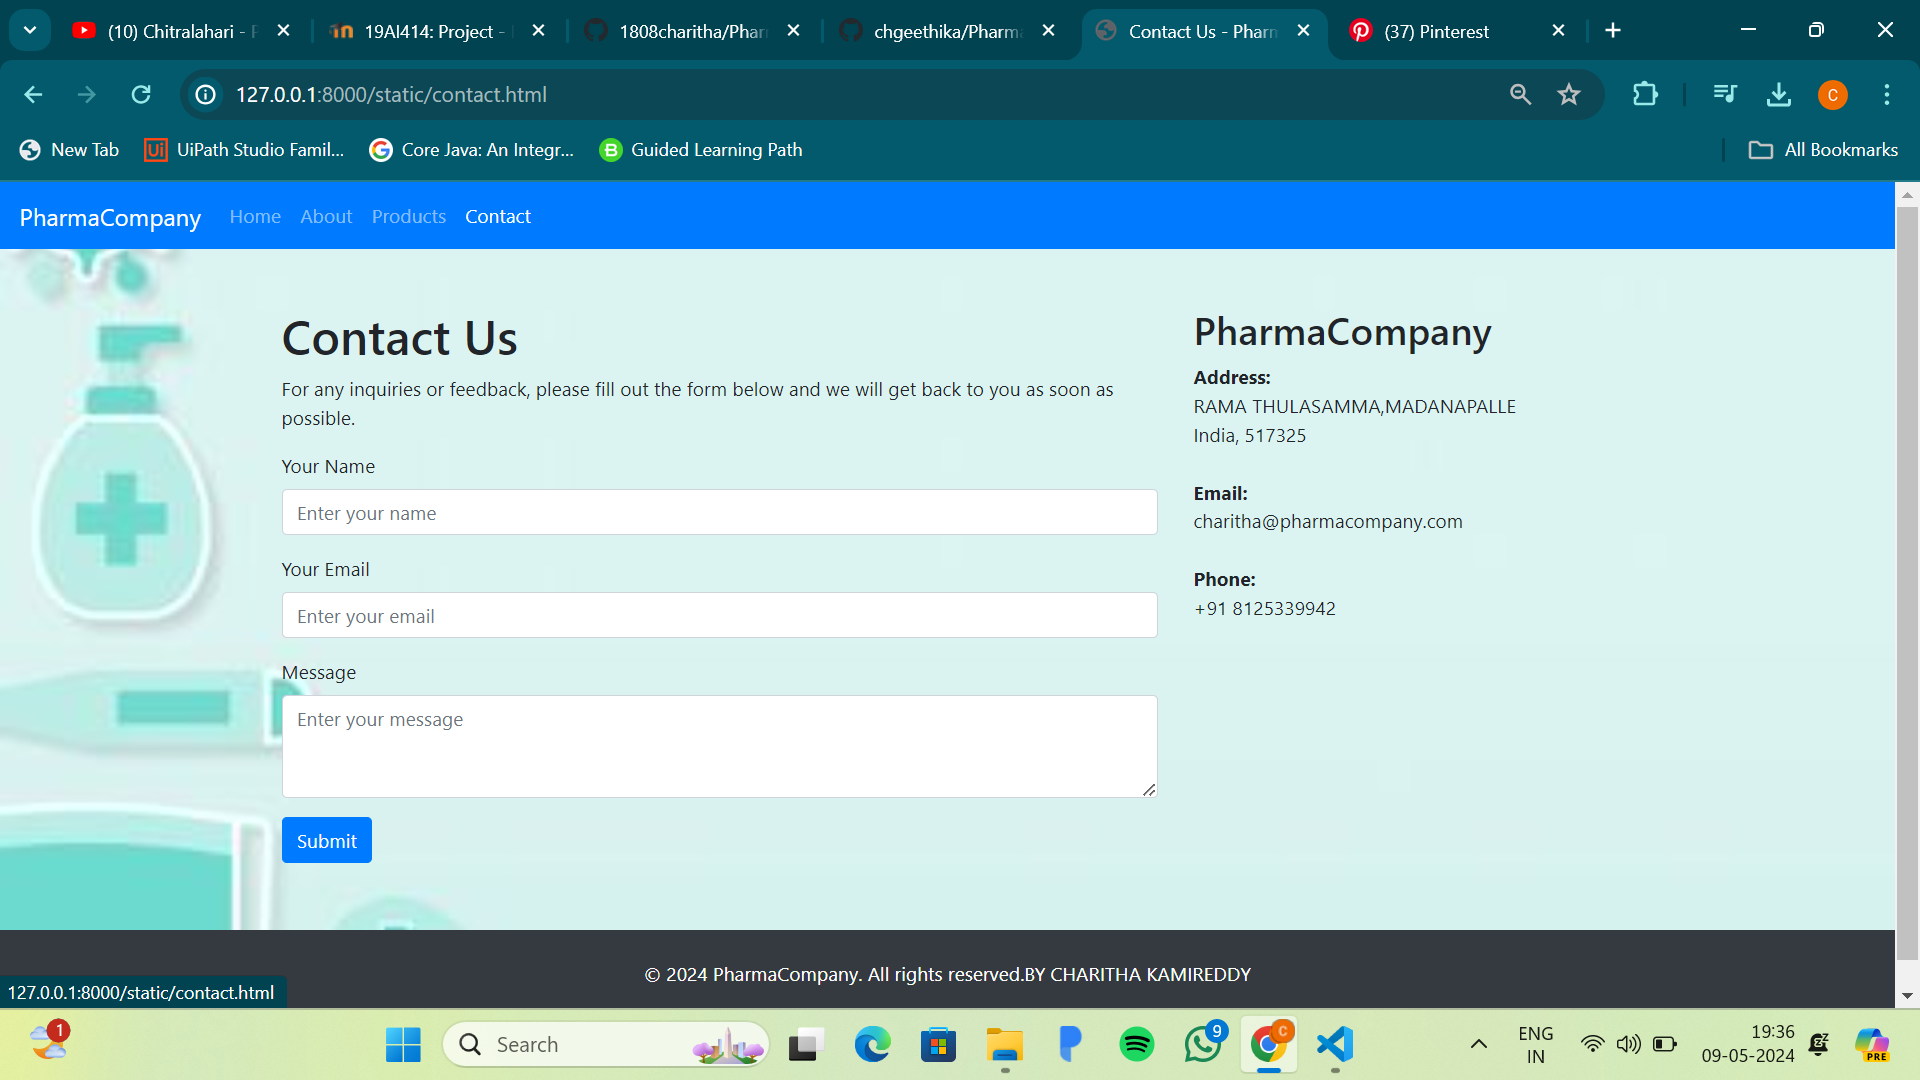 (10) Chitralahari - P
19AI414: Project -
1808charitha/Phar
chgeethika/Pharma
Contact Us - Pharm
(37) Pinterest
127.0.0.1:8000/static/contact.html
C
New Tab
Ui UiPath Studio Famil...
Core Java: An Integr...
B Guided Learning Path
All Bookmarks
PharmaCompany Home About Products Contact
Contact Us
For any inquiries or feedback, please fill out the form below and we will get back to you as soon as
possible.
Your Name
Enter your name
Your Email
Enter your email
Message
Enter your message
Submit
PharmaCompany
Address:
RAMA THULASAMMA,MADANAPALLE
India, 517325
Email:
charitha@pharmacompany.com
Phone:
+91 8125339942
© 2024 PharmaCompany. All rights reserved.BY CHARITHA KAMIREDDY
127.0.0.1:8000/static/contact.html
1
Search
9
C
ENG
IN
19:36
09-05-2024
PRE